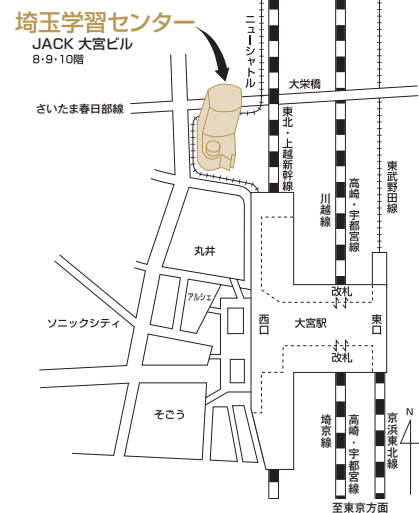 埼玉学習センター
JACK 大宮ビル
8・9・10階
ニューシャトル
大栄橋
さいたま春日部線
東北・上越新幹線
川越線
高崎・宇都宮線
東武野田線
丸井
アルシェ
改札
ソニックシティ
西口
大宮駅
東口
改札
そごう
埼京線
高崎・宇都宮線
京浜東北線
N
至東京方面